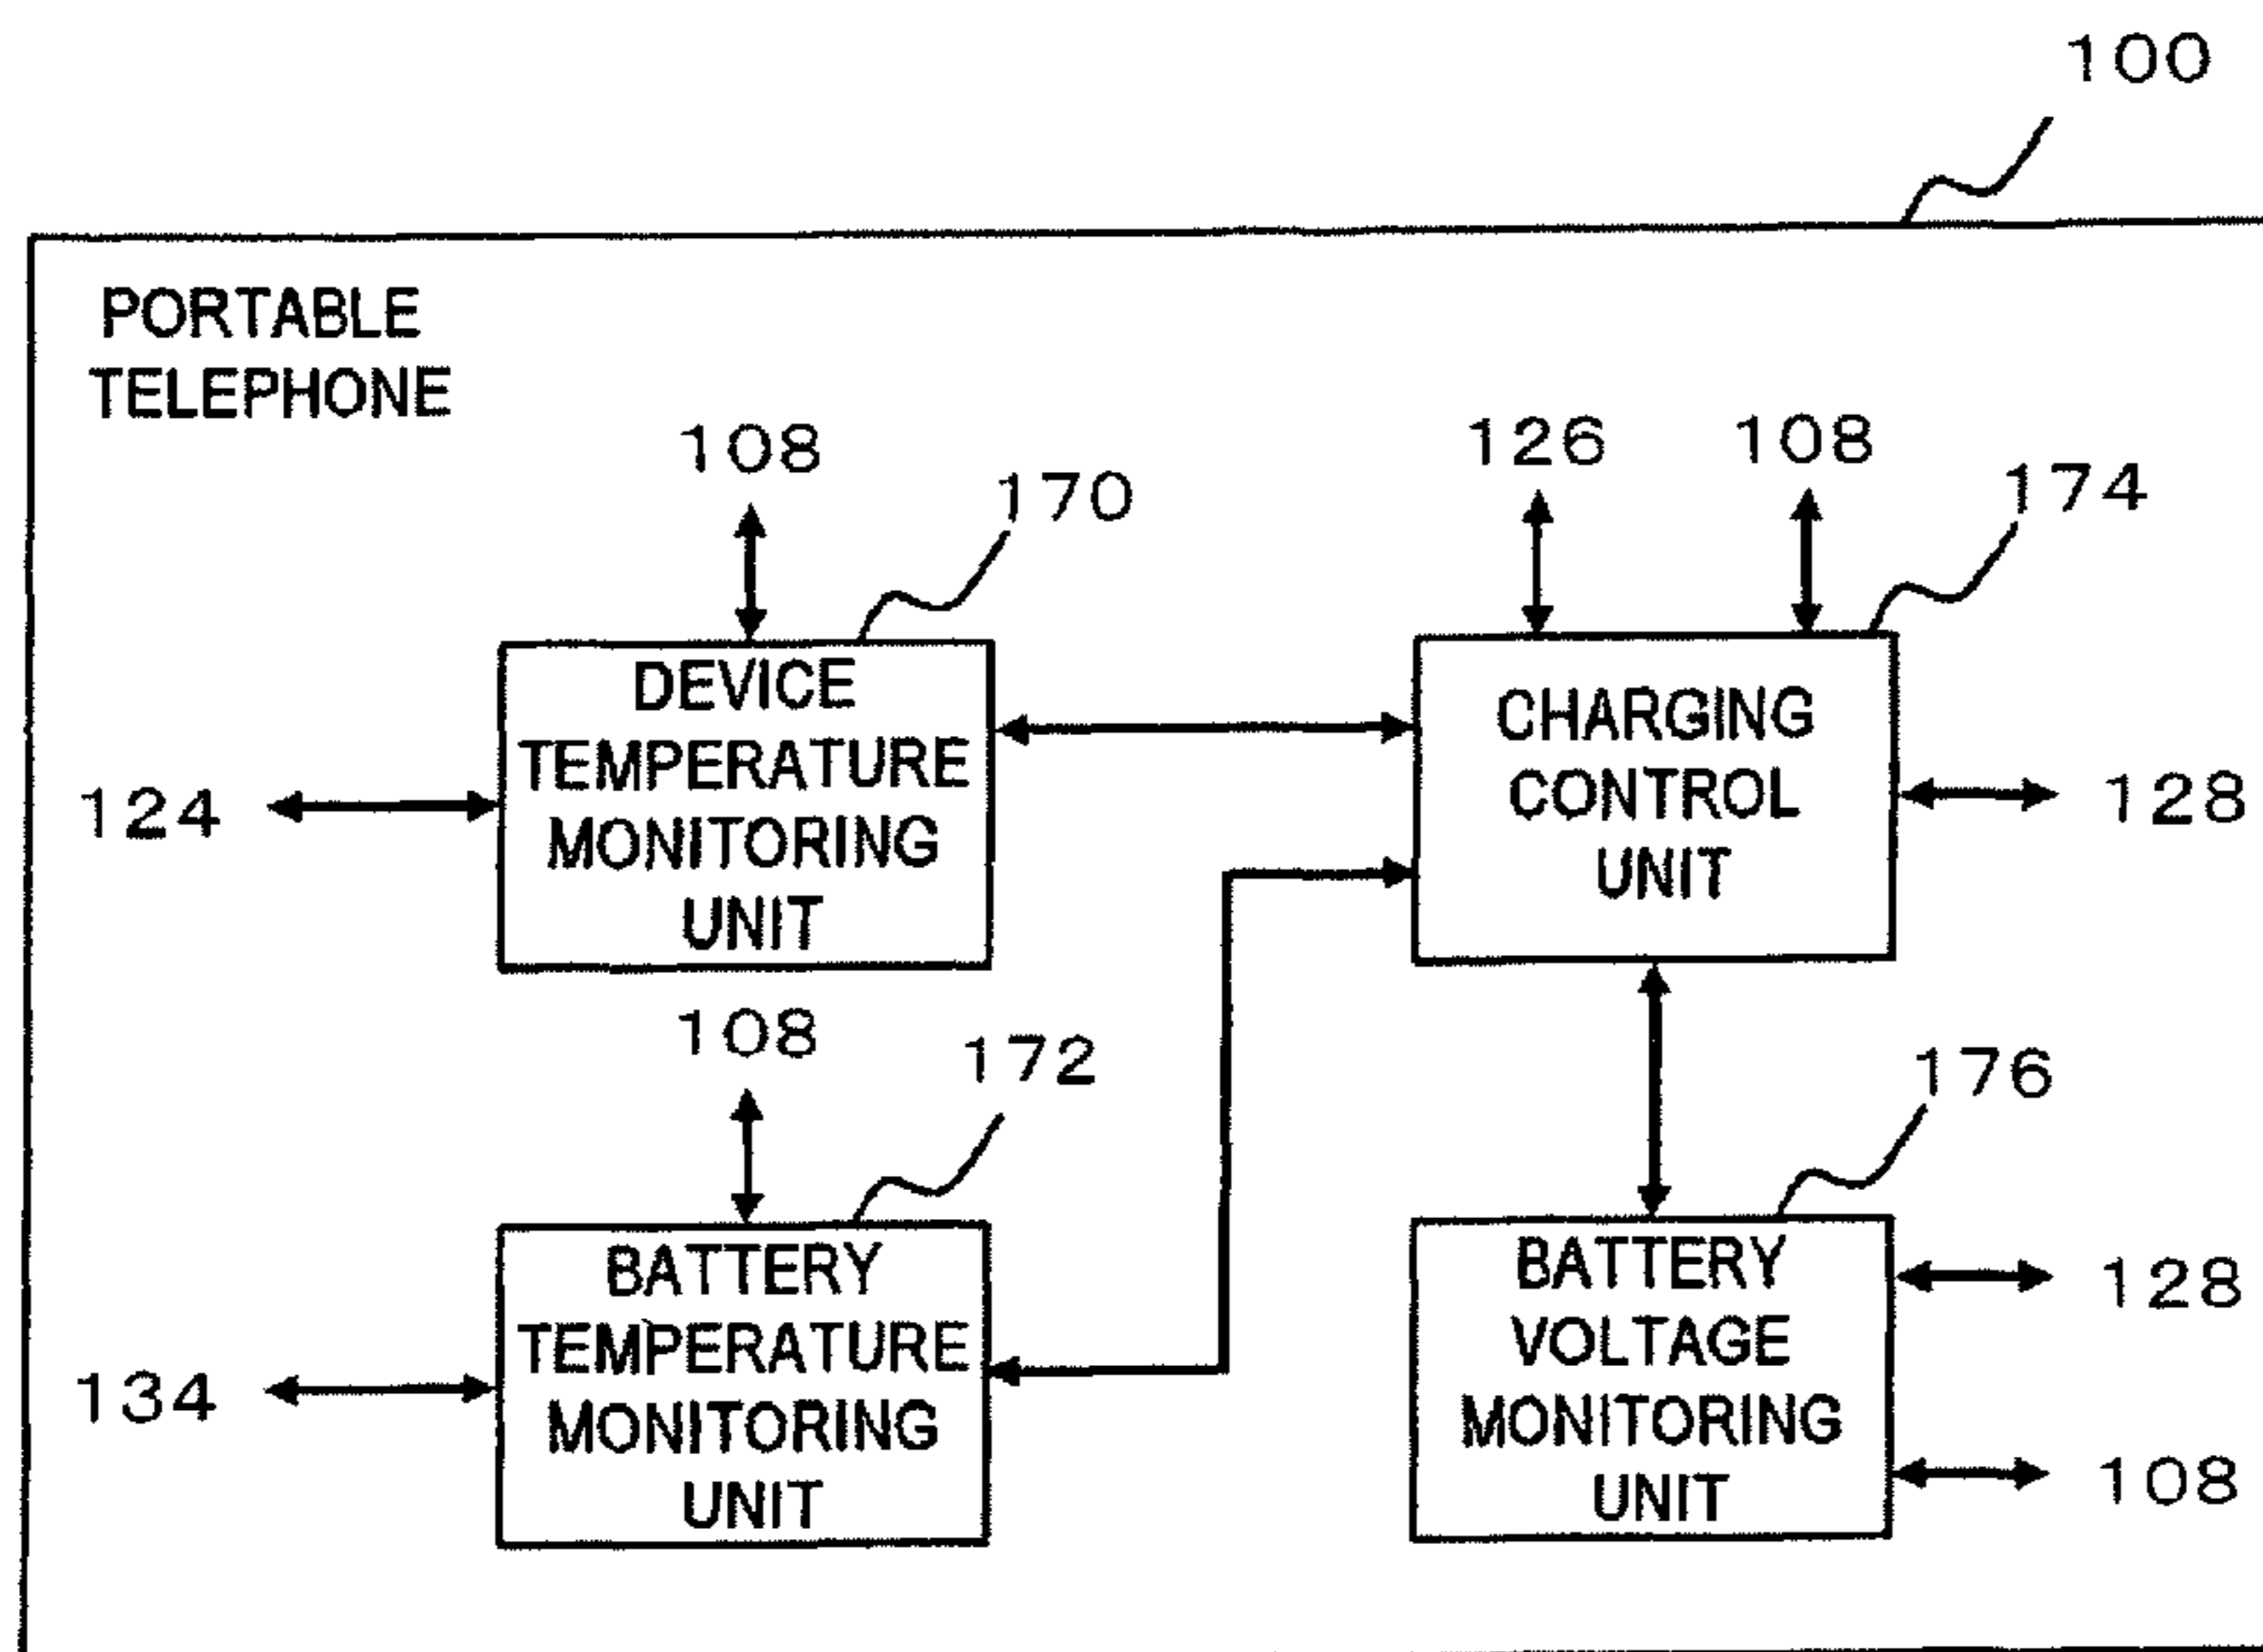 100
PORTABLE
TELEPHONE
108
170
126
108
174
DEVICE
TEMPERATURE
MONITORING
UNIT
CHARGING
CONTROL
UNIT
124
128
108
172
176
BATTERY
TEMPERATURE
MONITORING
UNIT
BATTERY
VOLTAGE
MONITORING
UNIT
134
128
108